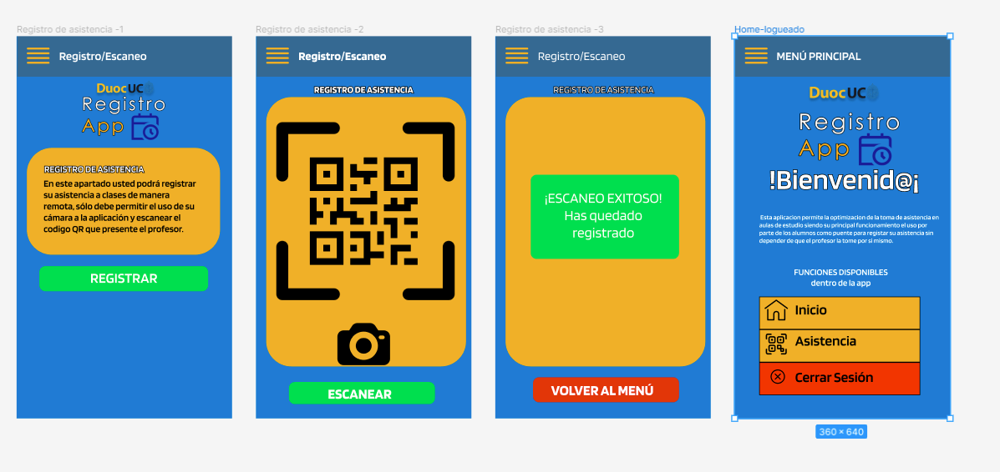 Registro de asistencia -1
Registro/Escaneo
DuocUC
Registro
App
REGISTRO DE ASISTENCIA
En este apartado usted podrá registrar
su asistencia a clases de manera
remota, sólo debe permitir el uso de su
cámara a la aplicación y escanear el
codigo QR que presente el profesor.
REGISTRAR
Registro de asistencia -2
Registro/Escaneo
REGISTRO DE ASISTENCIA
ESCANEAR
Registro de asistencia -3
Registro/Escaneo
REGISTRO DE ASISTENCIA
¡ESCANEO EXITOSO!
Has quedado
registrado
VOLVER AL MENÚ
Home-logueado
MENÚ PRINCIPAL
DuocUC
Registro
App
!Bienvenid@¡
Esta aplicacion permite la optimizacion de la toma de asistencia en
aulas de estudio siendo su principal funcionamiento el uso por
parte de los alumnos como puente para registar su asistencia sin
depender de que el profesor la tome por si mismo.
FUNCIONES DISPONIBLES
dentro de la app
Inicio
Asistencia
Cerrar Sesión
360 × 640